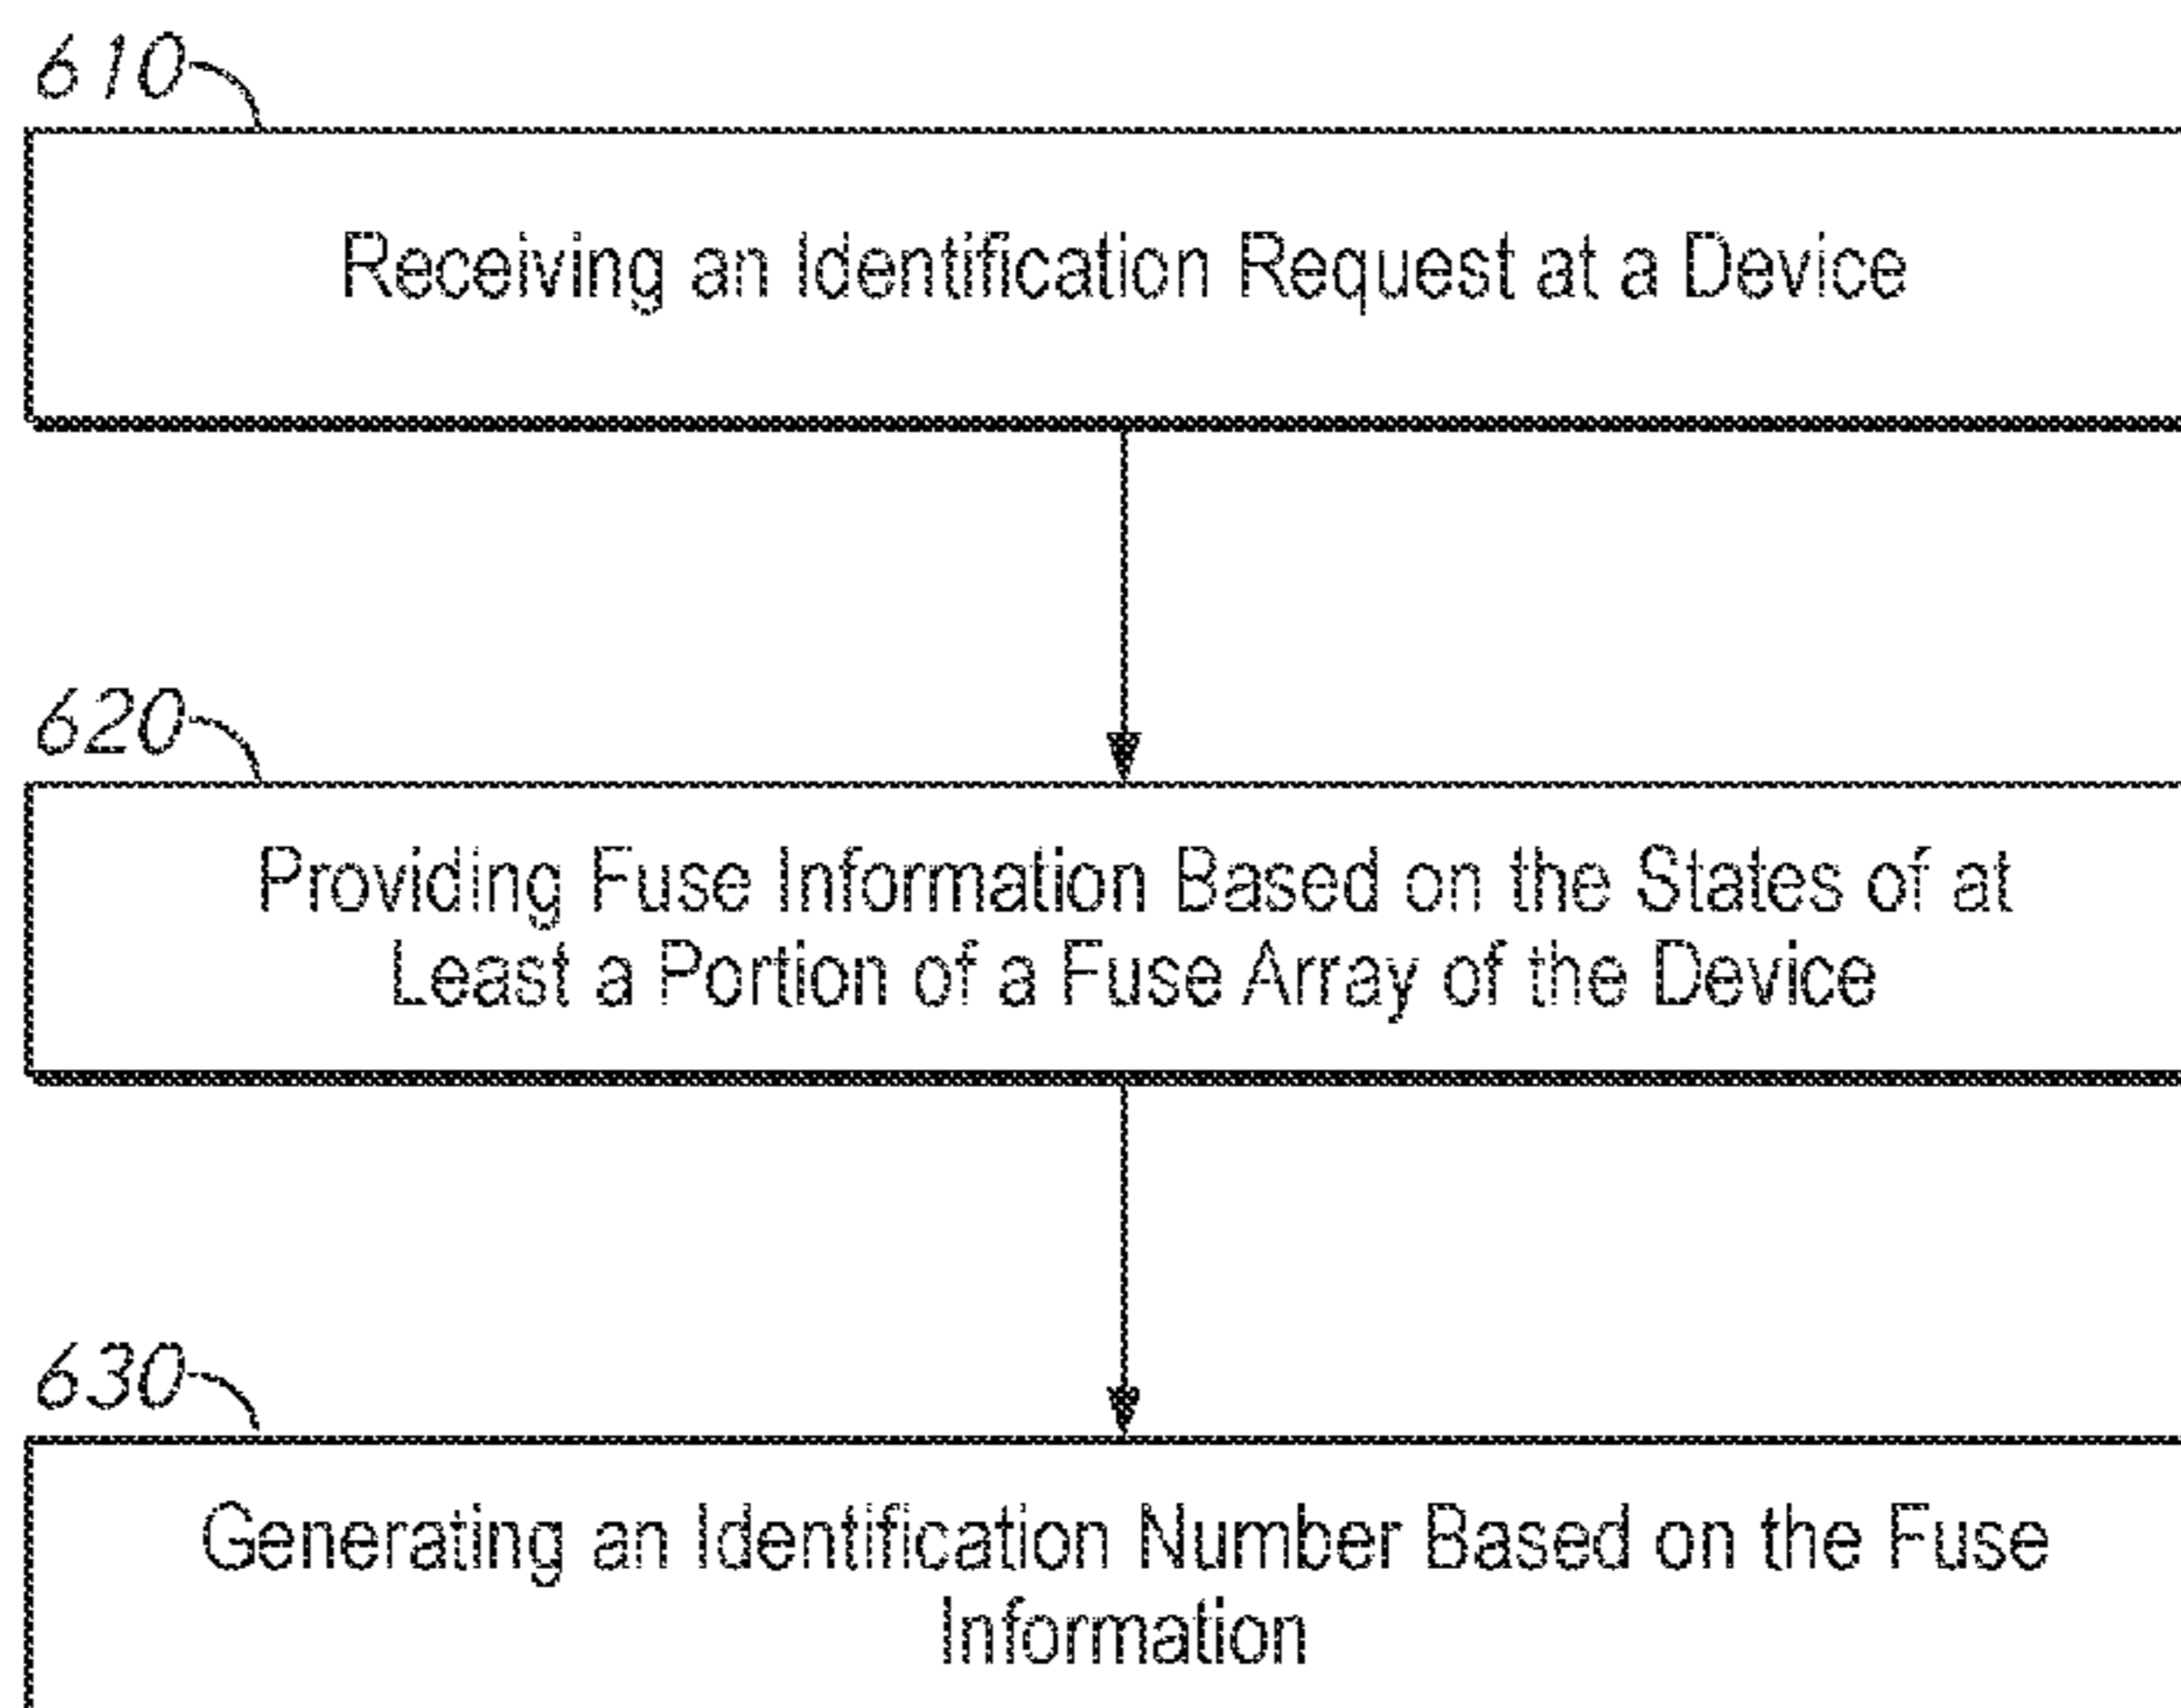 610
Receiving an Identification Request at a Device
620
Providing Fuse Information Based on the States of at
Least a Portion of a Fuse Array of the Device
630
Generating an Identification Number Based on the Fuse
Information